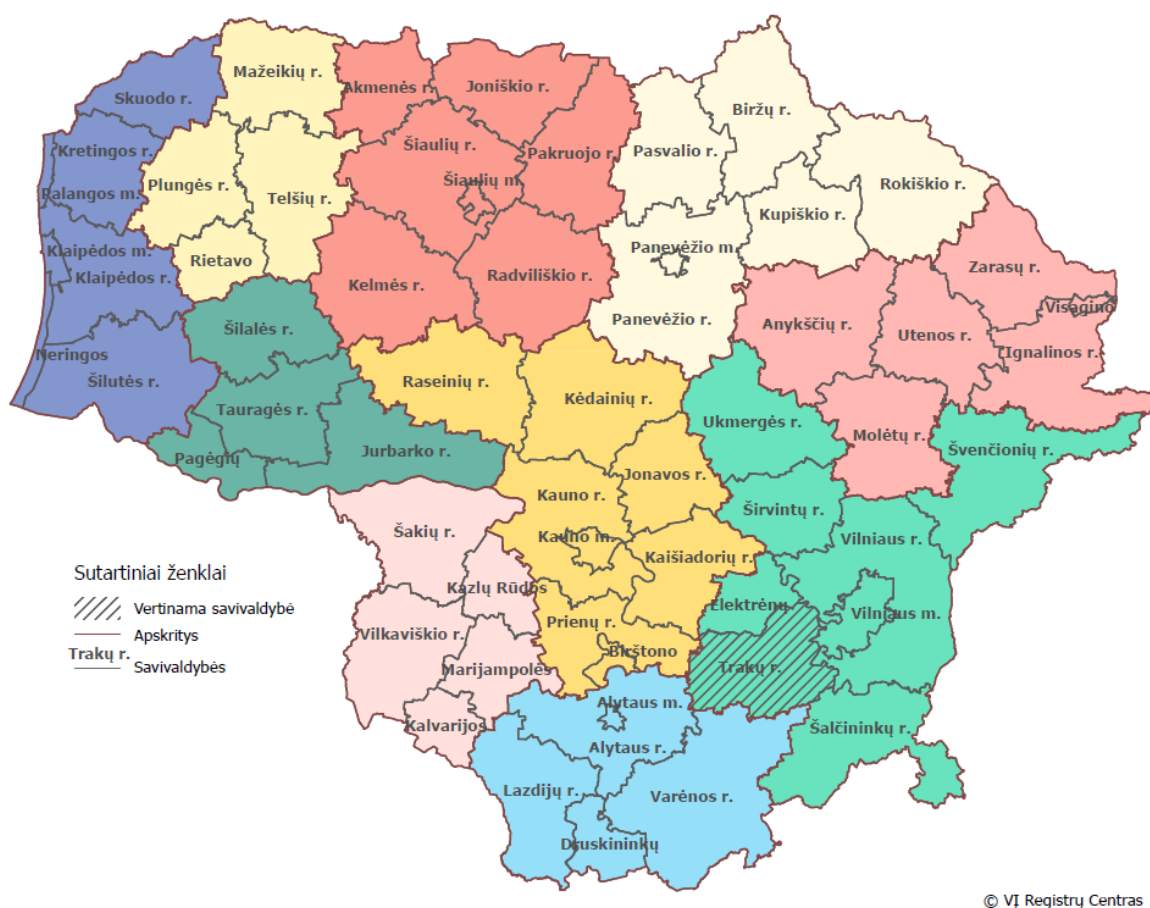 Mažeikių r.
Skuodo r.
Akmenės r.
Joniškio r.
Biržų r.
Kretingos r.
Šiaulių r.
Pakruojo r.
Pasvalio r.
Plungės r.
Palangos m.
Telšių r.
Šiaulių m.
Rokiškio r.
Kupiškio r.
Klaipėdos m.
Rietavo
Panevėžio m.
Klaipėdos r.
Kelmės r.
Radviliškio r.
Zarasų r.
Visagino
Šilalės r.
Panevėžio r.
Anykščių r.
Utenos r.
Neringos
Ignalinos r.
Šilutės r.
Raseinių r.
Kėdainių r.
Tauragės r.
Ukmergės r.
Molėtų r.
Pagėgių
Jurbarko r.
Švenčionių r.
Jonavos r.
Kauno r.
Širvintų r.
Šakių r.
Kauno m.
Kaišiadorių r.
Vilniaus r.
Kazlų Rūdos
Elektrėnų
Vilniaus m.
Prienų r.
Vilkaviškio r.
Birštono
Marijampolės
Trakų r.
Kalvarijos
Alytaus m.
Šalčininkų r.
Alytaus r.
Lazdijų r.
Varėnos r.
Druskininkų
Sutartiniai ženklai
Vertinama savivaldybė
Apskritys
Trakų r.
Savivaldybės
© VĮ Registrų Centras